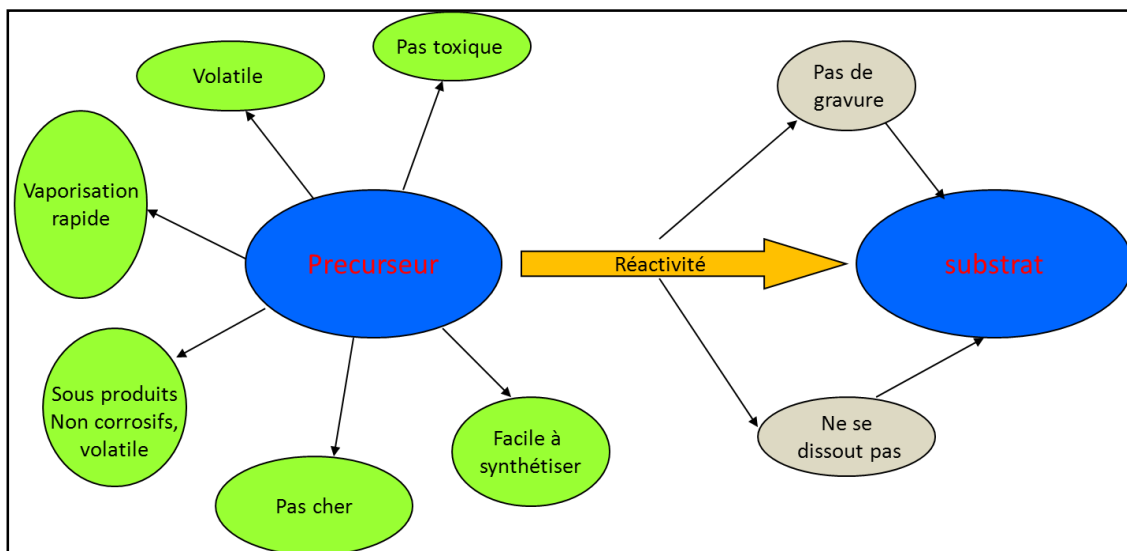 Pas toxique
Volatile
Pas de
gravure
Vaporisation
rapide
Precurseur
Réactivité
substrat
Sous produits
Non corrosifs,
volatile
Facile à
synthétiser
Ne se
dissout pas
Pas cher